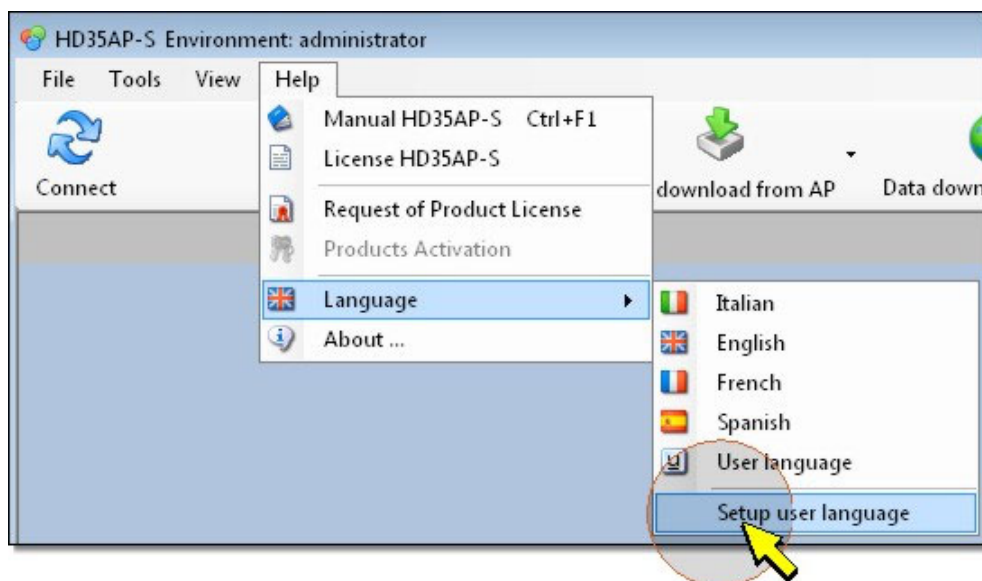 HD35AP-S Environment: administrator
File Tools View Help
Connect
Manual HD35AP-S Ctrl+F1
License HD35AP-S
Request of Product License
Products Activation
Language
About ...
download from AP
Data down
Italian
English
French
Spanish
User language
Setup user language